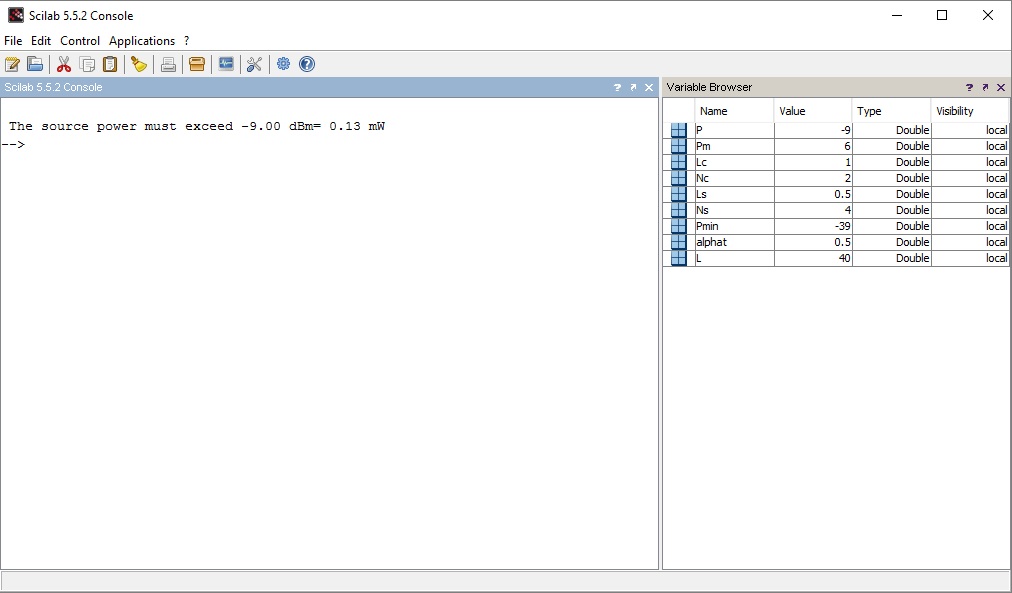 Scilab 5.5.2 Console
File Edit Control Applications ?
Scilab 5.5.2 Console ? Variable Browser ?
The source power must exceed -9.00 dBm= 0.13 mW
-->
Name Value Type Visibility
P -9 Double local
Pm 6 Double local
Lc 1 Double local
Nc 2 Double local
Ls 0.5 Double local
Ns 4 Double local
Pmin -39 Double local
alphat 0.5 Double local
L 40 Double local